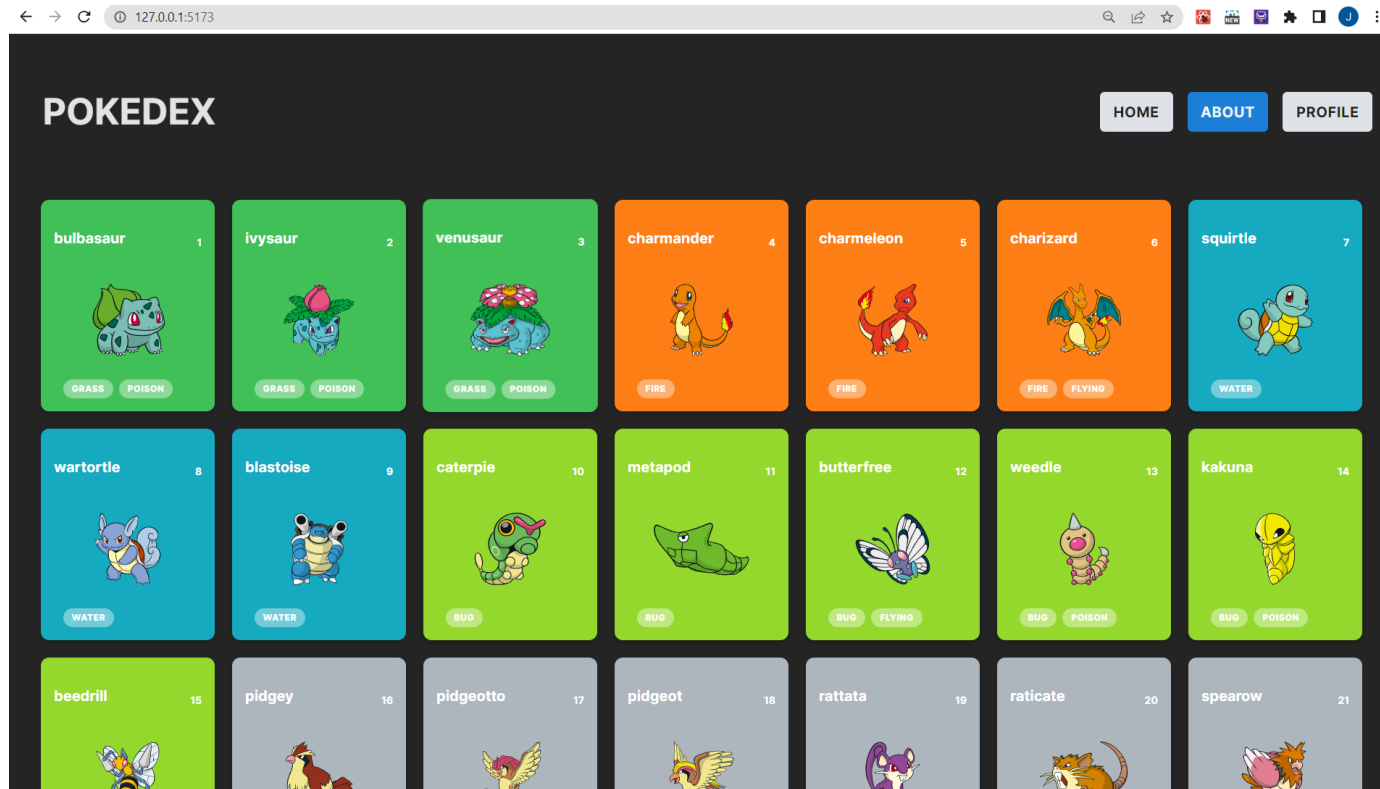 127.0.0.1:5173
NEW
J
POKEDEX
HOME ABOUT PROFILE
bulbasaur 1 ivysaur 2 venusaur 3 charmander 4 charmeleon 5 charizard 6 squirtle 7
GRASS POISON GRASS POISON GRASS POISON FIRE FIRE FIRE FLYING WATER
wartortle 8 blastoise 9 caterpie 10 metapod 11 butterfree 12 weedle 13 kakuna 14
WATER WATER BUG BUG BUG FLYING BUG POISON BUG POISON
beedrill 15 pidgey 16 pidgeotto 17 pidgeot 18 rattata 19 raticate 20 spearow 21